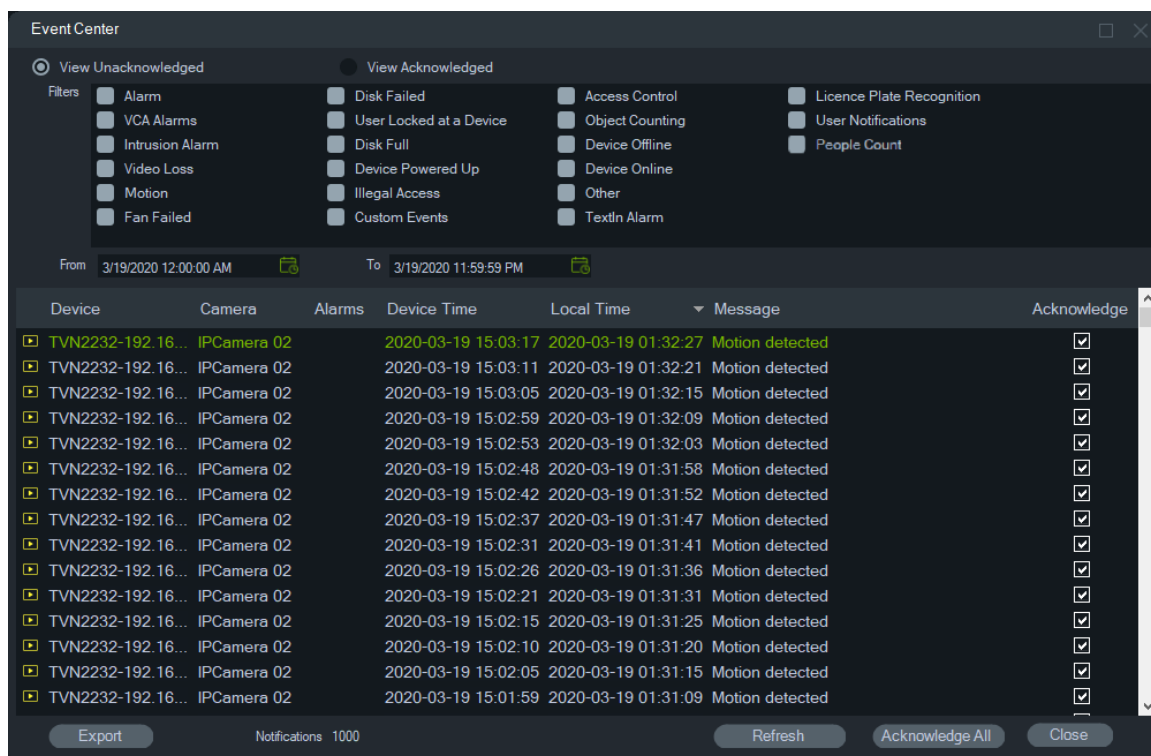 Event Center
View Unacknowledged View Acknowledged
Filters Alarm Disk Failed Access Control Licence Plate Recognition
VCA Alarms User Locked at a Device Object Counting User Notifications
Intrusion Alarm Disk Full Device Offline People Count
Video Loss Device Powered Up Device Online
Motion Illegal Access Other
Fan Failed Custom Events TextIn Alarm
From 3/19/2020 12:00:00 AM To 3/19/2020 11:59:59 PM
Device Camera Alarms Device Time Local Time Message Acknowledge
TVN2232-192.16... IPCamera 02 2020-03-19 15:03:17 2020-03-19 01:32:27 Motion detected
TVN2232-192.16... IPCamera 02 2020-03-19 15:03:11 2020-03-19 01:32:21 Motion detected
TVN2232-192.16... IPCamera 02 2020-03-19 15:03:05 2020-03-19 01:32:15 Motion detected
TVN2232-192.16... IPCamera 02 2020-03-19 15:02:59 2020-03-19 01:32:09 Motion detected
TVN2232-192.16... IPCamera 02 2020-03-19 15:02:53 2020-03-19 01:32:03 Motion detected
TVN2232-192.16... IPCamera 02 2020-03-19 15:02:48 2020-03-19 01:31:58 Motion detected
TVN2232-192.16... IPCamera 02 2020-03-19 15:02:42 2020-03-19 01:31:52 Motion detected
TVN2232-192.16... IPCamera 02 2020-03-19 15:02:37 2020-03-19 01:31:47 Motion detected
TVN2232-192.16... IPCamera 02 2020-03-19 15:02:31 2020-03-19 01:31:41 Motion detected
TVN2232-192.16... IPCamera 02 2020-03-19 15:02:26 2020-03-19 01:31:36 Motion detected
TVN2232-192.16... IPCamera 02 2020-03-19 15:02:21 2020-03-19 01:31:31 Motion detected
TVN2232-192.16... IPCamera 02 2020-03-19 15:02:15 2020-03-19 01:31:25 Motion detected
TVN2232-192.16... IPCamera 02 2020-03-19 15:02:10 2020-03-19 01:31:20 Motion detected
TVN2232-192.16... IPCamera 02 2020-03-19 15:02:05 2020-03-19 01:31:15 Motion detected
TVN2232-192.16... IPCamera 02 2020-03-19 15:01:59 2020-03-19 01:31:09 Motion detected
Export Notifications 1000 Refresh Acknowledge All Close